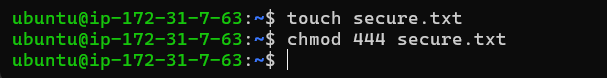 ubuntu@ip-172-31-7-63:~$ touch secure.txt
ubuntu@ip-172-31-7-63:~$ chmod 444 secure.txt
ubuntu@ip-172-31-7-63:~$